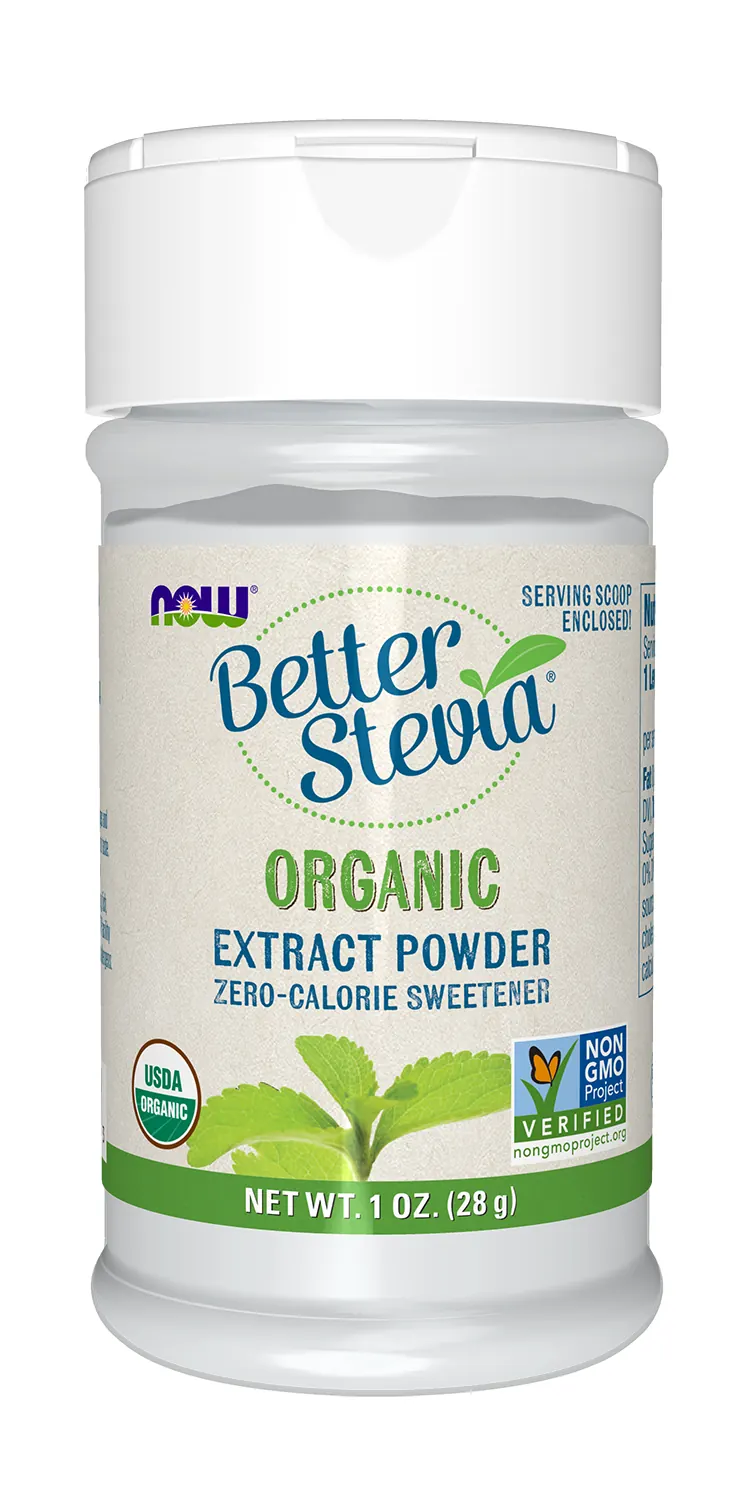 now®
SERVING SCOOP
ENCLOSED!
Better
Stevia®
ORGANIC
EXTRACT POWDER
ZERO-CALORIE SWEETENER
USDA
ORGANIC
NON
GMO
Project
VERIFIED
nongmoproject.org
NET WT. 1 OZ. (28 g)